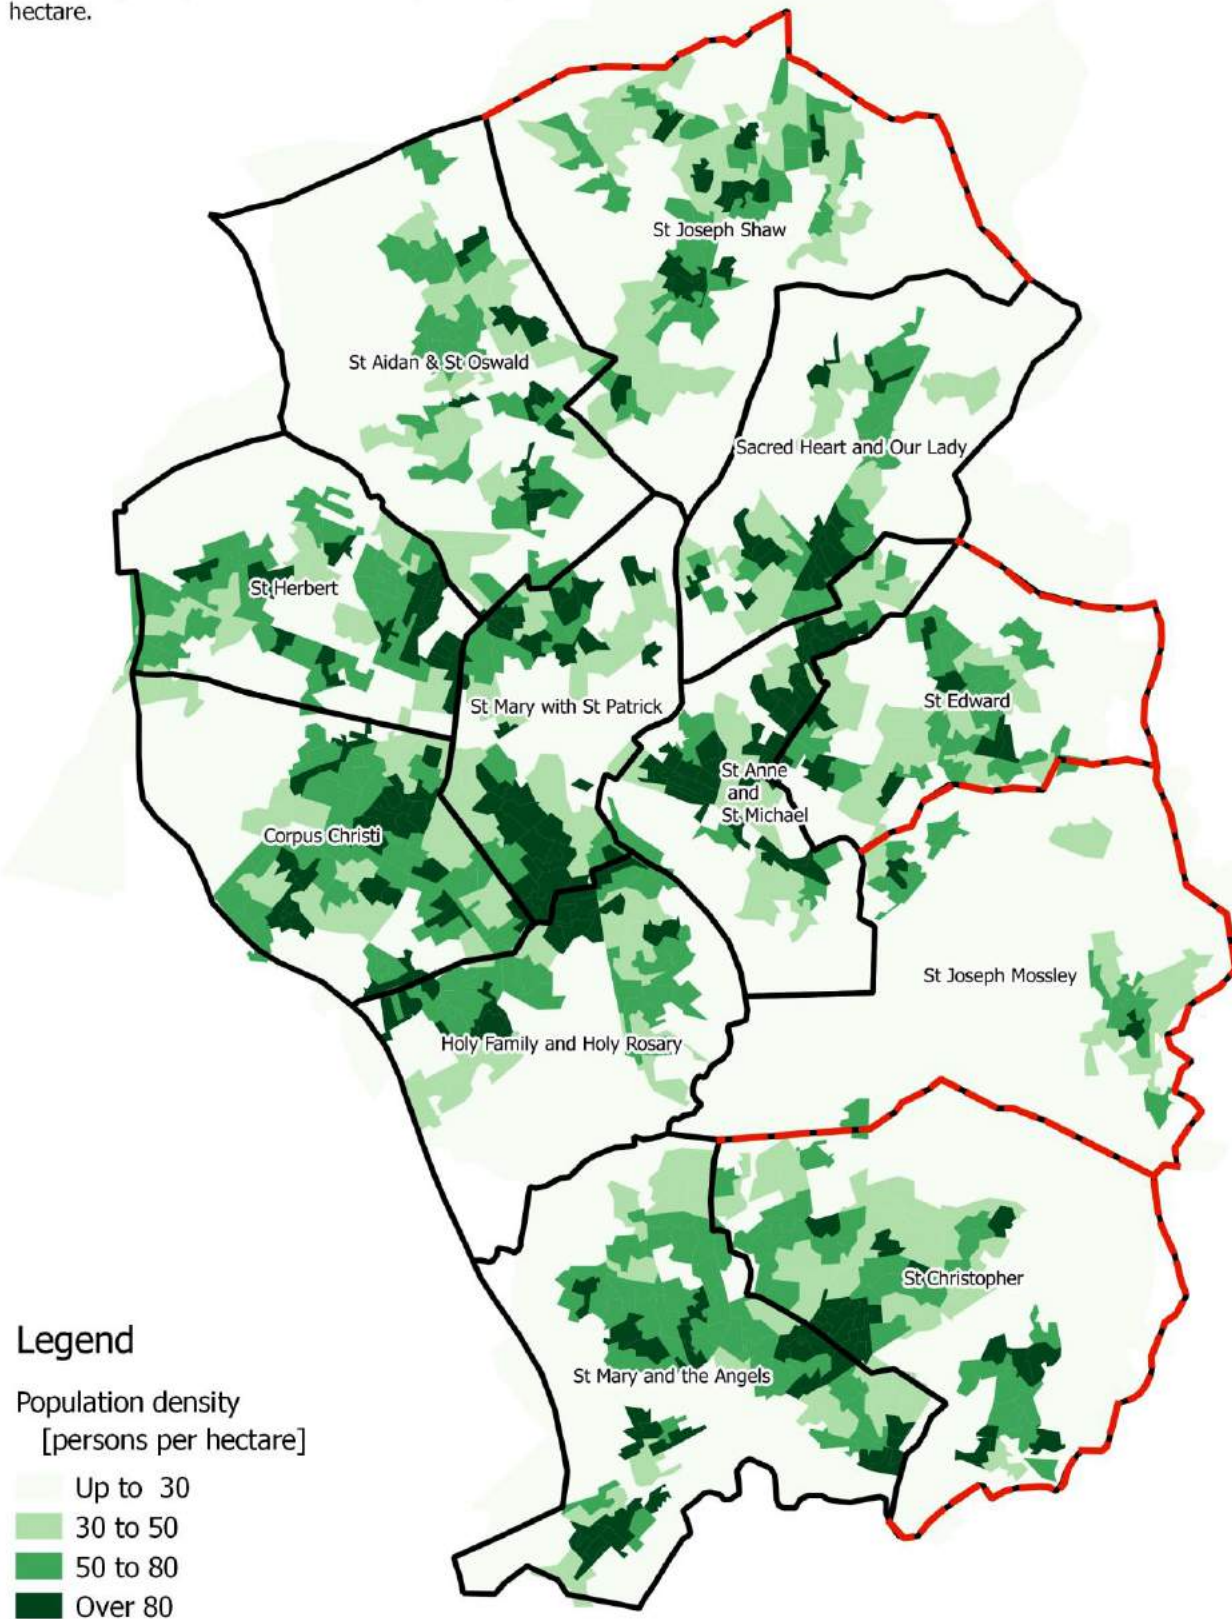 hectare.
St Joseph Shaw
St Aidan & St Oswald
Sacred Heart and Our Lady
St Herbert
St Mary with St Patrick
St Edward
St Anne
and
St Michael
Corpus Christi
St Joseph Mossley
Holy Family and Holy Rosary
St Christopher
St Mary and the Angels
Legend
Population density
[persons per hectare]
Up to 30
30 to 50
50 to 80
Over 80